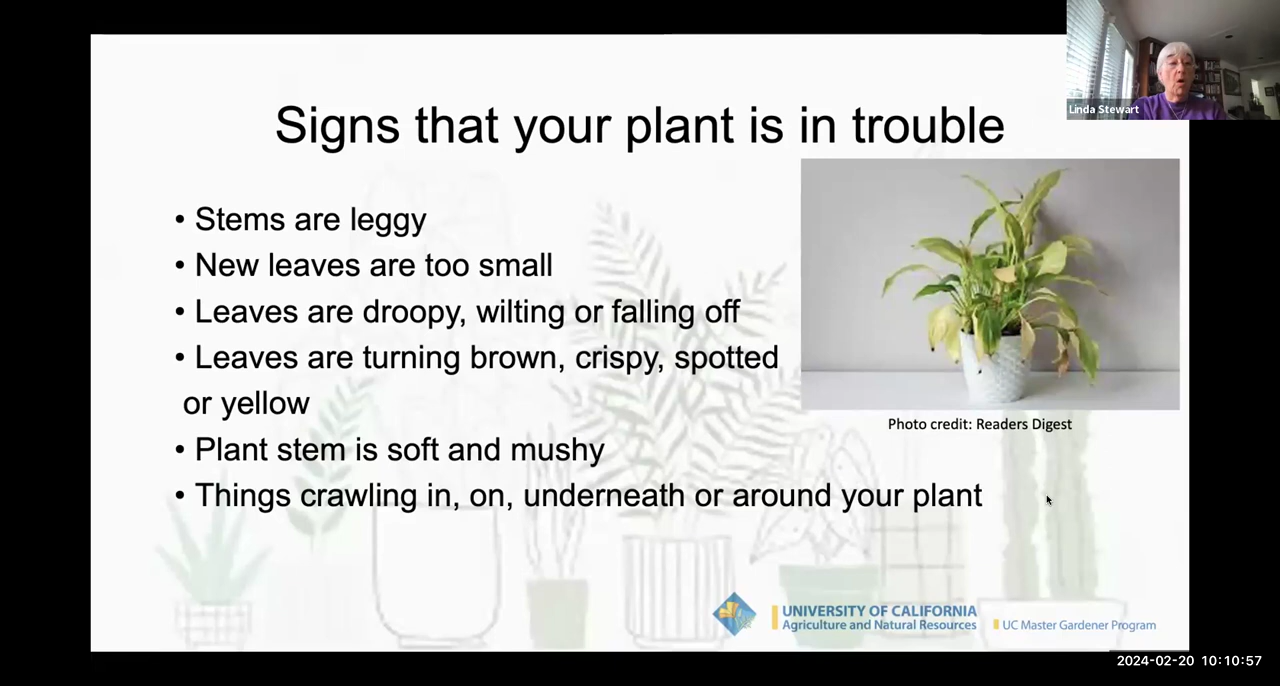 Linda Stewart
Signs that your plant is in trouble
• Stems are leggy
• New leaves are too small
• Leaves are droopy, wilting or falling off
• Leaves are turning brown, crispy, spotted
or yellow
• Plant stem is soft and mushy
• Things crawling in, on, underneath or around your plant
Photo credit: Readers Digest
UNIVERSITY OF CALIFORNIA
Agriculture and Natural Resources
UC Master Gardener Program
2024-02-20 10:10:57